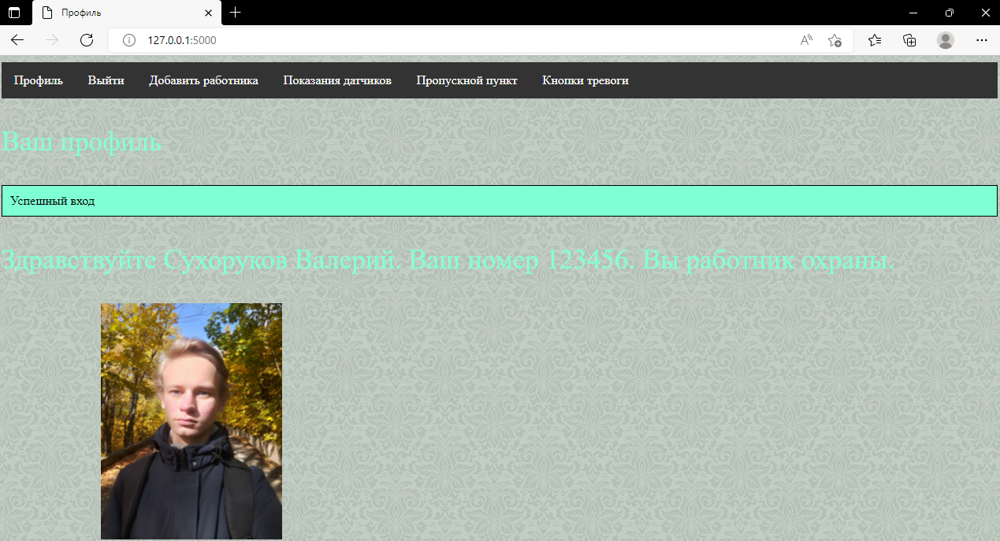 Профиль
127.0.0.1:5000
Профиль Выйти Добавить работника Показания датчиков Пропускной пункт Кнопки тревоги
Ваш профиль
Успешный вход
Здравствуйте Сухоруков Валерий. Ваш номер 123456. Вы работник охраны.